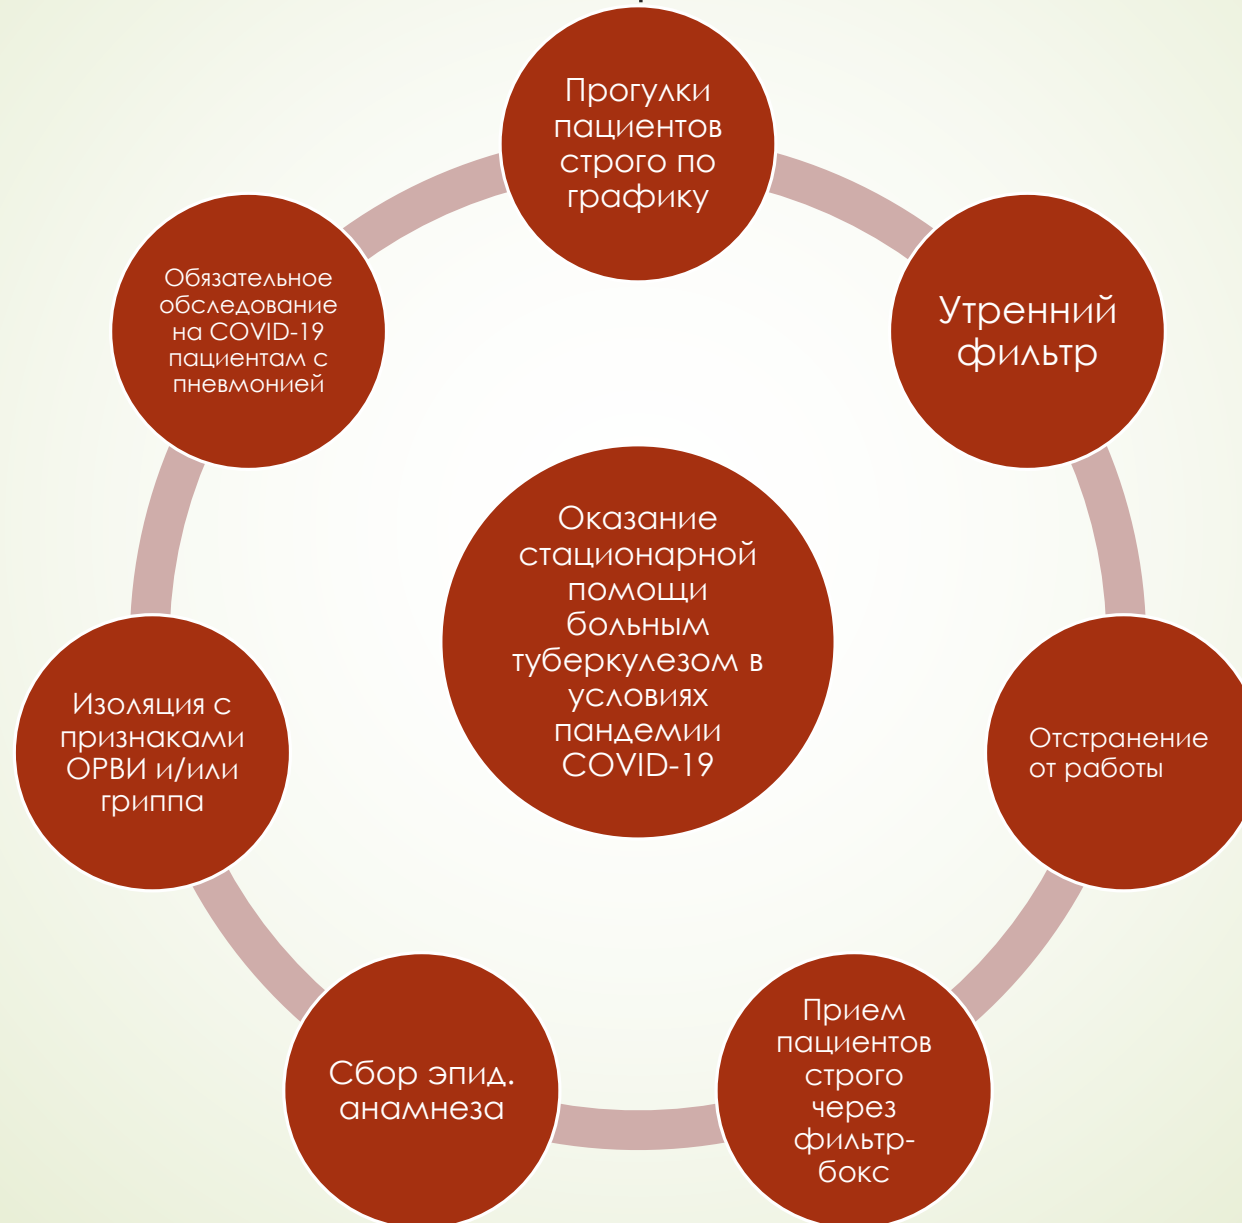 Прогулки
пациентов
строго по
графику
Утренний
фильтр
Отстранение
от работы
Прием
пациентов
строго
через
фильтр-
бокс
Сбор эпид.
анамнеза
Изоляция с
признаками
ОРВИ и/или
гриппа
Обязательное
обследование
на COVID-19
пациентам с
пневмонией
Оказание
стационарной
помощи
больным
туберкулезом в
условиях
пандемии
COVID-19